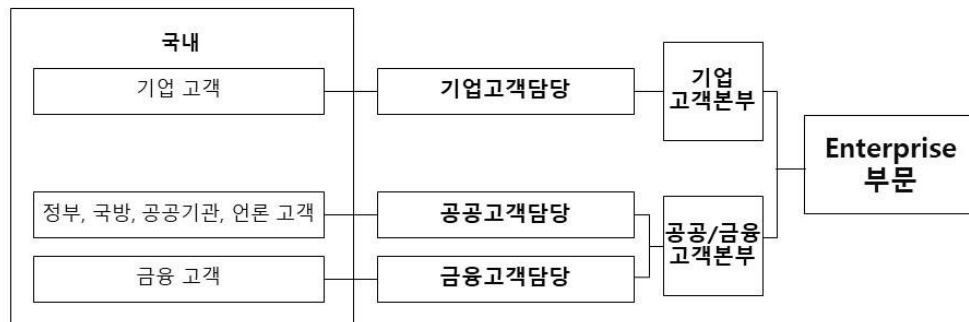 국내
기업 고객
기업고객담당
기업
고객본부
Enterprise
부문
정부, 국방, 공공기관, 언론 고객
공공고객담당
공공/금융
고객본부
금융 고객
금융고객담당